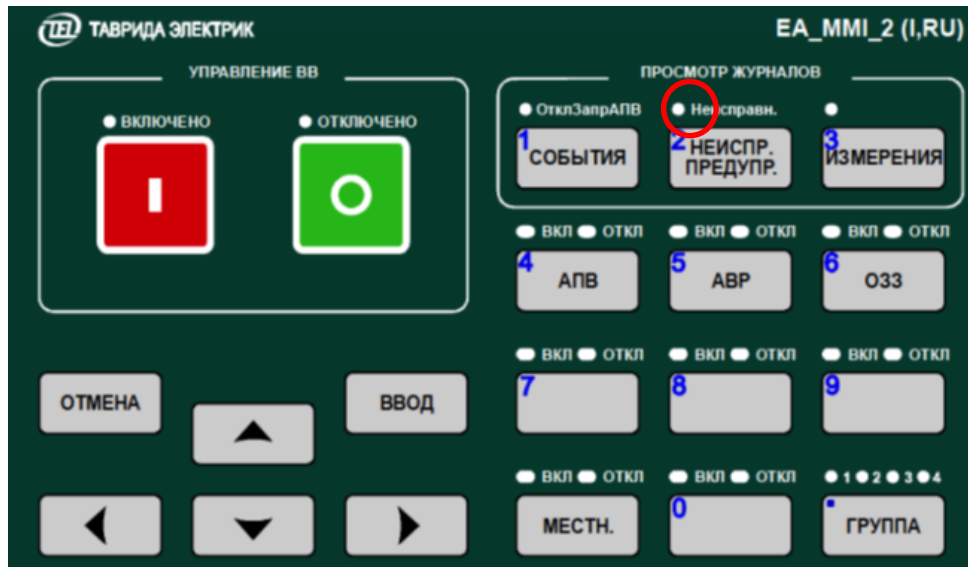 TEL ТАВРИДА ЭЛЕКТРИК
EA_MMI_2 (I,RU)
УПРАВЛЕНИЕ ВВ
ПРОСМОТР ЖУРНАЛОВ
ВКЛЮЧЕНО
ОТКЛЮЧЕНО
ОтклЗапрАПВ
Неисправн.
1 СОБЫТИЯ
2 НЕИСПР.
ПРЕДУПР.
3 ИЗМЕРЕНИЯ
I
O
ВКЛ ОТКЛ
ВКЛ ОТКЛ
ВКЛ ОТКЛ
4 АПВ
5 АВР
6 ОЗЗ
ВКЛ ОТКЛ
ВКЛ ОТКЛ
ВКЛ ОТКЛ
ОТМЕНА
ВВОД
7
8
9
ВКЛ ОТКЛ
ВКЛ ОТКЛ
1 2 3 4
МЕСТН.
0
. ГРУППА